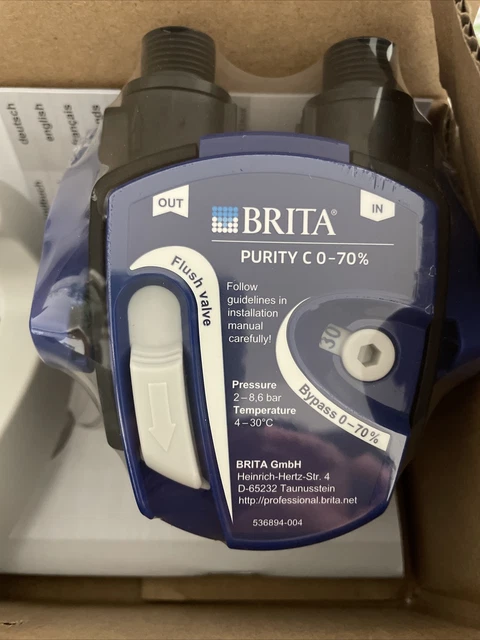 deutsch
english
français
OUT
IN
BRITA®
PURITY C 0-70%
Flush valve
Follow
guidelines in
installation
manual
carefully!
30
Bypass 0-70%
Pressure
2–8,6 bar
Temperature
4–30°C
BRITA GmbH
Heinrich-Hertz-Str. 4
D-65232 Taunusstein
http://professional.brita.net
536894-004